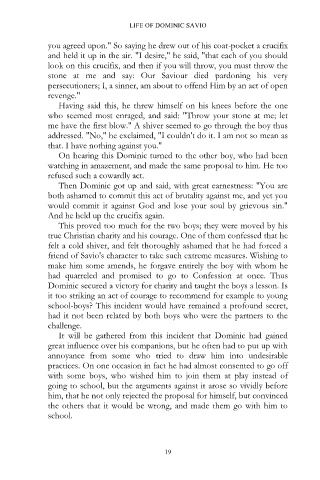 LIFE OF DOMINIC SAVIO
you agreed upon." So saying he drew out of his coat-pocket a crucifix
and held it up in the air. "I desire," he said, "that each of you should
look on this crucifix, and then if you will throw, you must throw the
stone at me and say: Our Saviour died pardoning his very
persecutioners; I, a sinner, am about to offend Him by an act of open
revenge."
Having said this, he threw himself on his knees before the one
who seemed most enraged, and said: "Throw your stone at me; let
me have the first blow." A shiver seemed to go through the boy thus
addressed. "No," he exclaimed, "I couldn't do it. I am not so mean as
that. I have nothing against you."
On hearing this Dominic turned to the other boy, who had been
watching in amazement, and made the same proposal to him. He too
refused such a cowardly act.
Then Dominic got up and said, with great earnestness: "You are
both ashamed to commit this act of brutality against me, and yet you
would commit it against God and lose your soul by grievous sin."
And he held up the crucifix again.
This proved too much for the two boys; they were moved by his
true Christian charity and his courage. One of them confessed that he
felt a cold shiver, and felt thoroughly ashamed that he had forced a
friend of Savio's character to take such extreme measures. Wishing to
make him some amends, he forgave entirely the boy with whom he
had quarreled and promised to go to Confession at once. Thus
Dominic secured a victory for charity and taught the boys a lesson. Is
it too striking an act of courage to recommend for example to young
school-boys? This incident would have remained a profound secret,
had it not been related by both boys who were the partners to the
challenge.
It will be gathered from this incident that Dominic had gained
great influence over his companions, but he often had to put up with
annoyance from some who tried to draw him into undesirable
practices. On one occasion in fact he had almost consented to go off
with some boys, who wished him to join them at play instead of
going to school, but the arguments against it arose so vividly before
him, that he not only rejected the proposal for himself, but convinced
the others that it would be wrong, and made them go with him to
school.
19